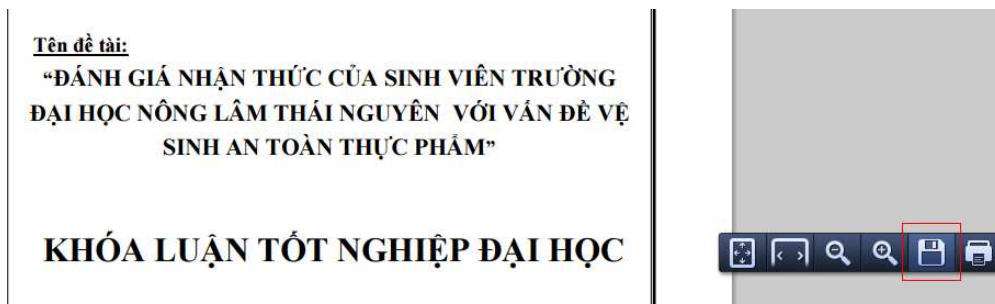 Tên đề tài:
“ĐÁNH GIÁ NHẬN THỨC CỦA SINH VIÊN TRƯỜNG
ĐẠI HỌC NÔNG LÂM THÁI NGUYÊN VỚI VẤN ĐỀ VỆ
SINH AN TOÀN THỰC PHẨM”
KHÓA LUẬN TỐT NGHIỆP ĐẠI HỌC